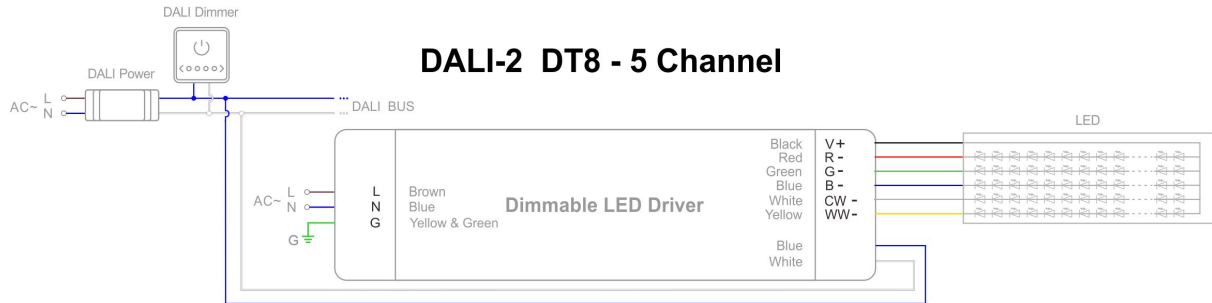 DALI Dimmer
DALI-2 DT8 - 5 Channel
DALI Power
AC~ L
N
DALI BUS
LED
Black V+
Red R -
Green G -
Blue B -
White CW -
Yellow WW -
AC~ L L Brown
N N Blue
G G Yellow & Green
Dimmable LED Driver
Blue
White